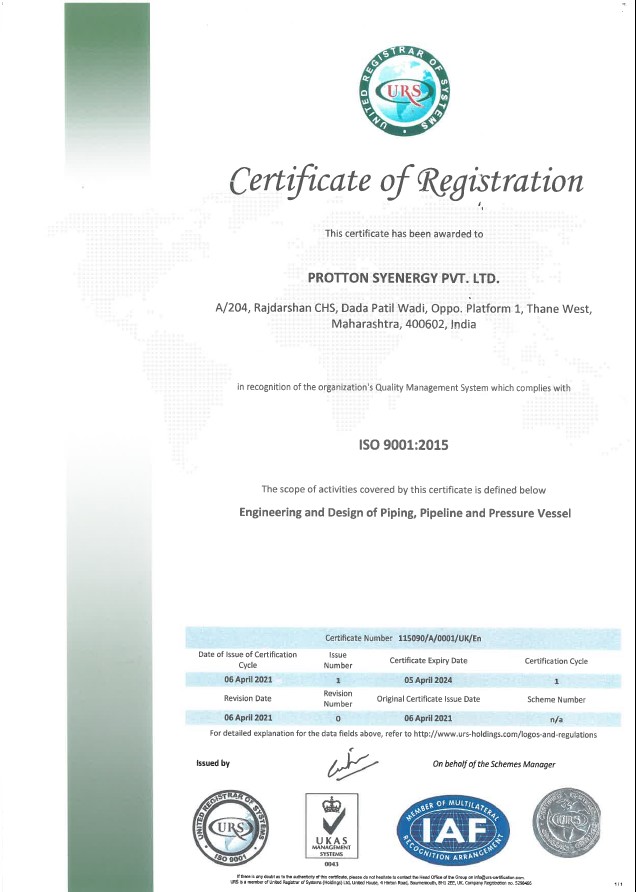 UNITED REGISTRAR OF SYSTEMS
URS
Certificate of Registration
This certificate has been awarded to
PROTTON SYENERGY PVT. LTD.
A/204, Rajdarshan CHS, Dada Patil Wadi, Oppo. Platform 1, Thane West,
Maharashtra, 400602, India
in recognition of the organization's Quality Management System which complies with
ISO 9001:2015
The scope of activities covered by this certificate is defined below
Engineering and Design of Piping, Pipeline and Pressure Vessel
Certificate Number 115090/A/0001/UK/En
Date of Issue of Certification Cycle Issue Number Certificate Expiry Date Certification Cycle
06 April 2021 1 05 April 2024 1
Revision Date Revision Number Original Certificate Issue Date Scheme Number
06 April 2021 0 06 April 2021 n/a
For detailed explanation for the data fields above, refer to http://www.urs-holdings.com/logos-and-regulations
Issued by On behalf of the Schemes Manager
UNITED REGISTRAR OF SYSTEMS
URS
ISO 9001
UKAS
MANAGEMENT
SYSTEMS
0043
MEMBER OF MULTILATERAL
IAF
RECOGNITION ARRANGEMENT
URS
If there is any doubt as to the authenticity of this certificate, please do not hesitate to contact the Head Office of the Group on info@urs-certification.com
URS is a member of United Registrar of Systems (Holdings) Ltd, United House, 4 Hinton Road, Bournemouth, BH1 2EE, UK. Company Registration no. 5298466
1 / 1